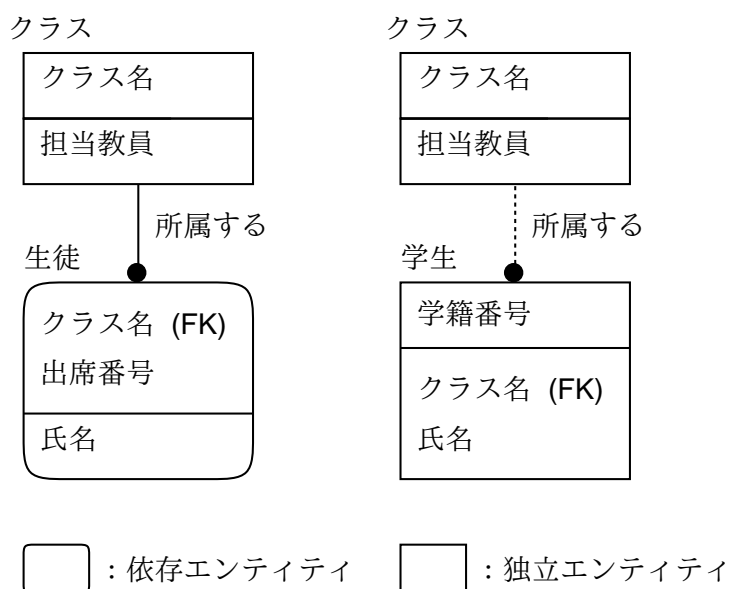 クラス
クラス名
担当教員
所属する
生徒
クラス名 (FK)
出席番号
氏名
クラス
クラス名
担当教員
所属する
学生
学籍番号
クラス名 (FK)
氏名
：依存エンティティ
：独立エンティティ